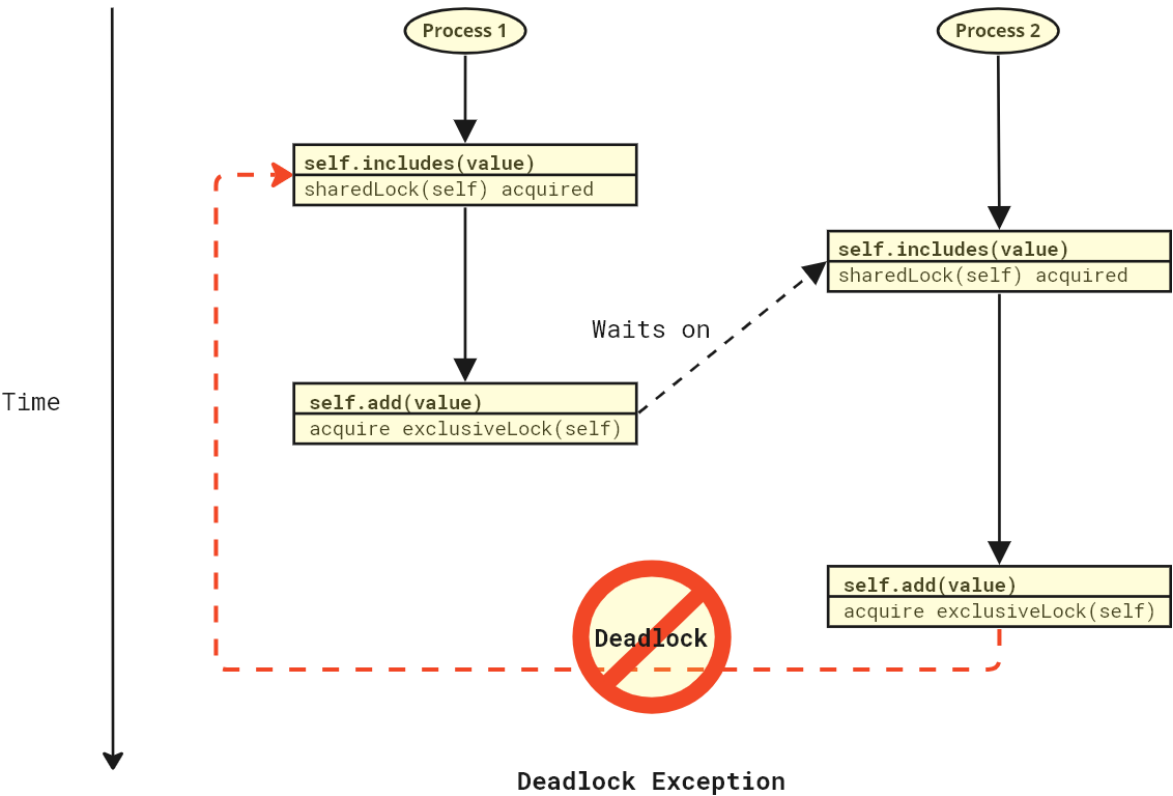 Process 1
Process 2
self.includes(value)
sharedLock(self) acquired
self.includes(value)
sharedLock(self) acquired
Waits on
Time
self.add(value)
acquire exclusiveLock(self)
self.add(value)
acquire exclusiveLock(self)
Deadlock
Deadlock Exception